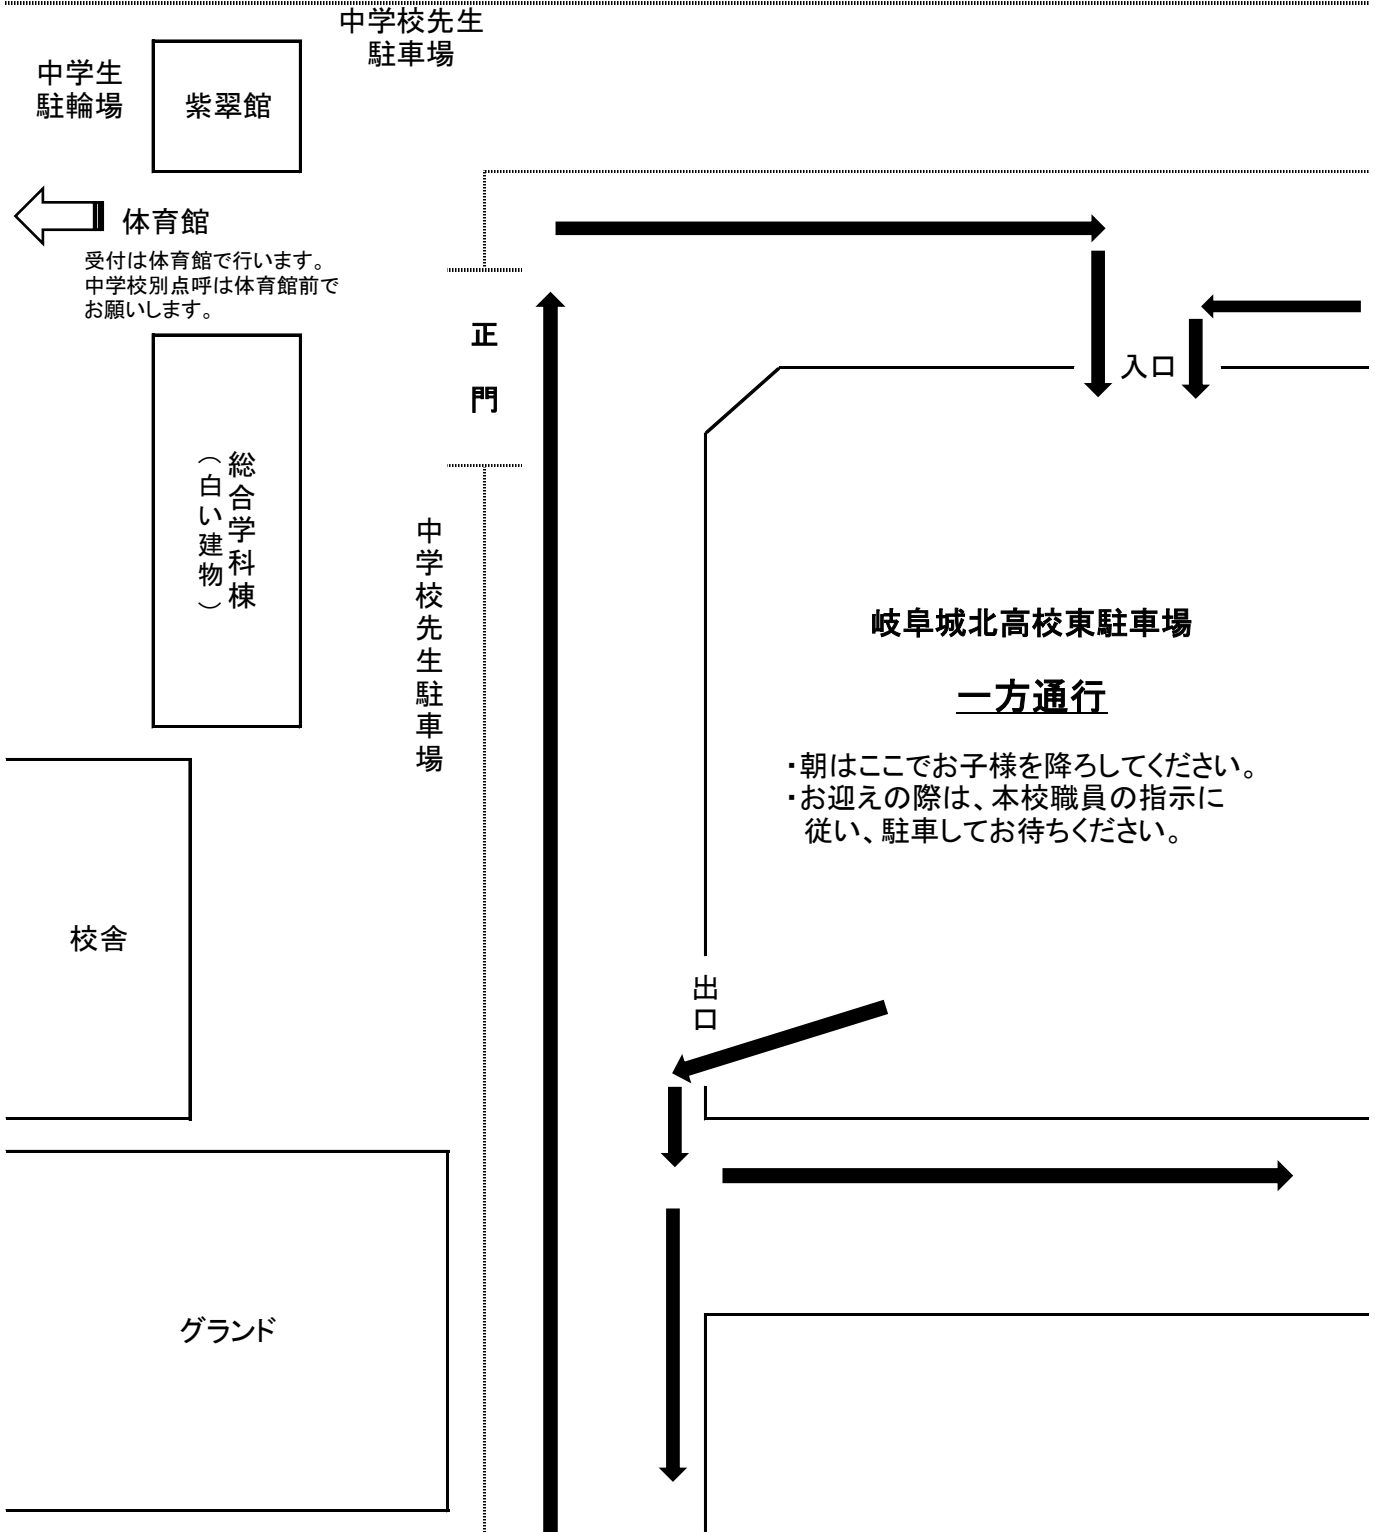 中学校先生
駐車場
中学生
駐輪場
紫翠館
体育館
受付は体育館で行います。
中学校別点呼は体育館前で
お願いします。
正門
入口
総合学科棟
（白い建物）
中学校先生駐車場
岐阜城北高校東駐車場
一方通行
・朝はここでお子様を降ろしてください。
・お迎えの際は、本校職員の指示に
従い、駐車してお待ちください。
校舎
出口
グランド